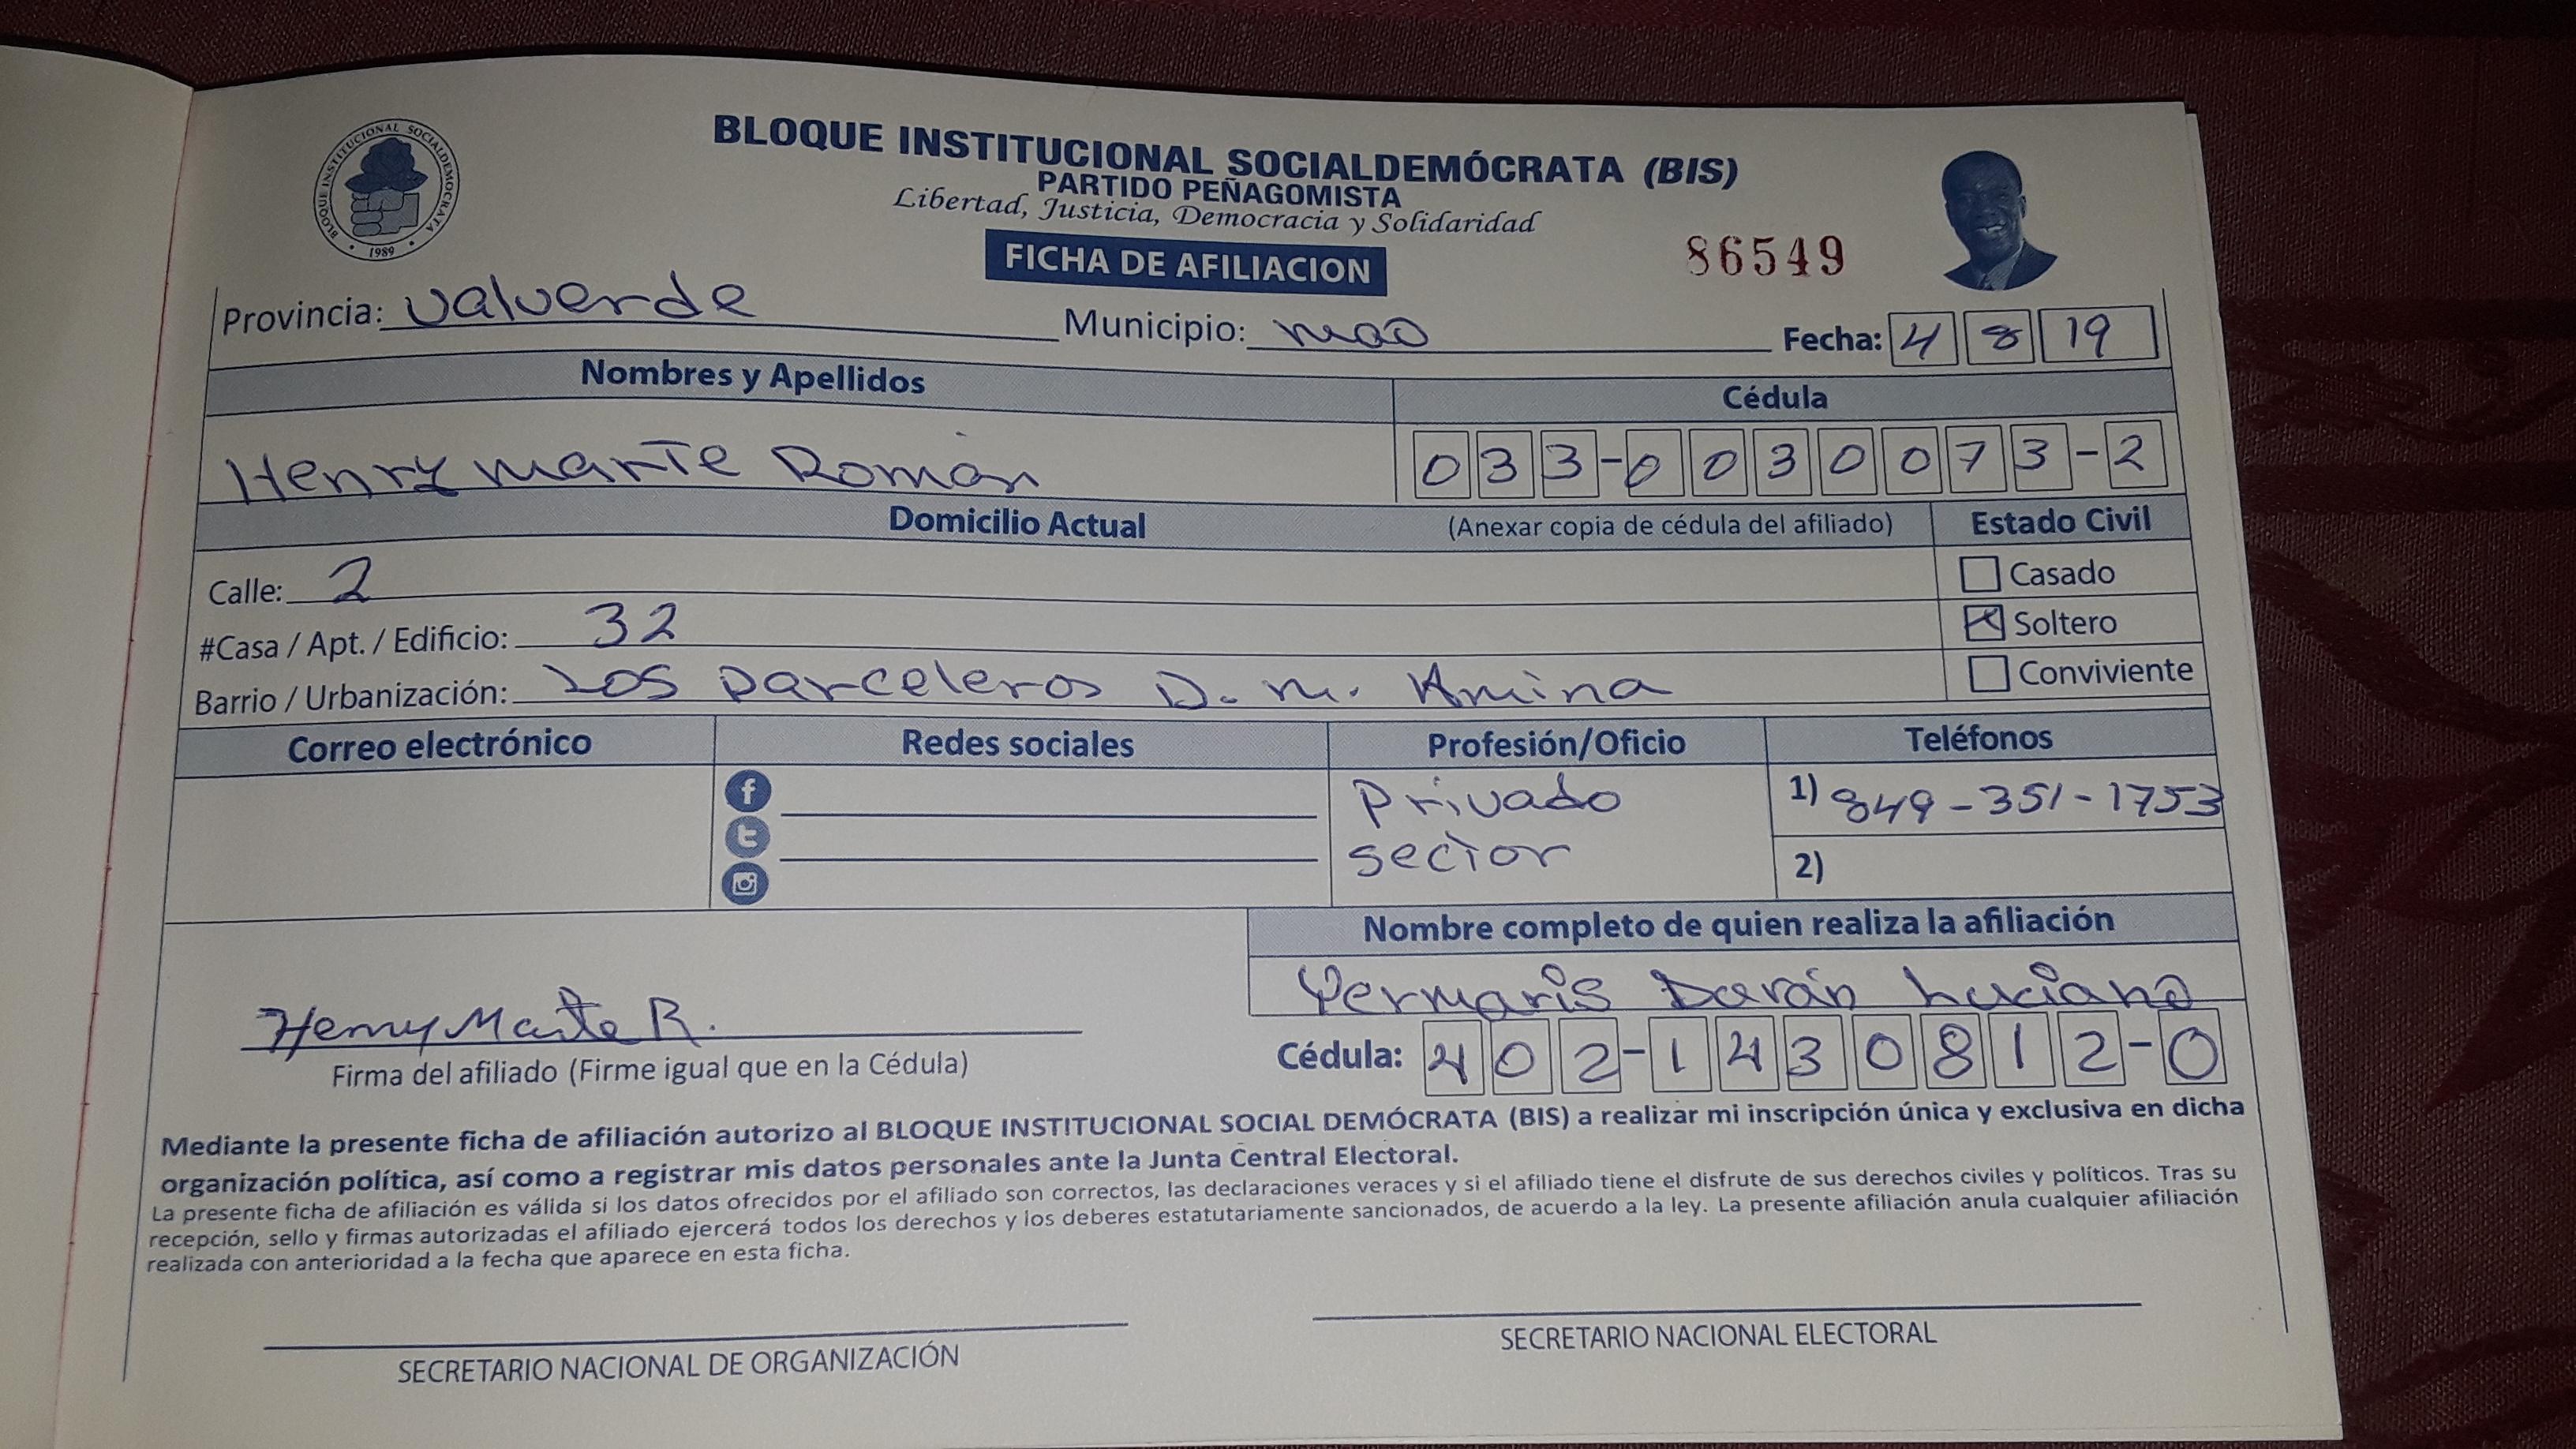 BLOQUE INSTITUCIONAL SOCIALDEMOCRATA
1989
BLOQUE INSTITUCIONAL SOCIALDEMÓCRATA (BIS)
PARTIDO PEÑAGOMISTA
Libertad, Justicia, Democracia y Solidaridad
FICHA DE AFILIACION
86549
Provincia: valverde Municipio: mao Fecha: 4 8 19
Nombres y Apellidos Cédula
Henry marte Roman 033-0030073-2
Domicilio Actual (Anexar copia de cédula del afiliado) Estado Civil
Calle: 2 Casado
#Casa / Apt. / Edificio: 32 Soltero
Barrio / Urbanización: Los parceleros D. m. Amina Conviviente
Correo electrónico Redes sociales Profesión/Oficio Teléfonos
Privado 1) 849-351-1753
sector 2)
Nombre completo de quien realiza la afiliación
Yermaris Durán Luciano
Henry Marte R.
Firma del afiliado (Firme igual que en la Cédula) Cédula: 402-1430812-0
Mediante la presente ficha de afiliación autorizo al BLOQUE INSTITUCIONAL SOCIAL DEMÓCRATA (BIS) a realizar mi inscripción única y exclusiva en dicha
organización política, así como a registrar mis datos personales ante la Junta Central Electoral.
La presente ficha de afiliación es válida si los datos ofrecidos por el afiliado son correctos, las declaraciones veraces y si el afiliado tiene el disfrute de sus derechos civiles y políticos. Tras su
recepción, sello y firmas autorizadas el afiliado ejercerá todos los derechos y los deberes estatutariamente sancionados, de acuerdo a la ley. La presente afiliación anula cualquier afiliación
realizada con anterioridad a la fecha que aparece en esta ficha.
SECRETARIO NACIONAL DE ORGANIZACIÓN SECRETARIO NACIONAL ELECTORAL